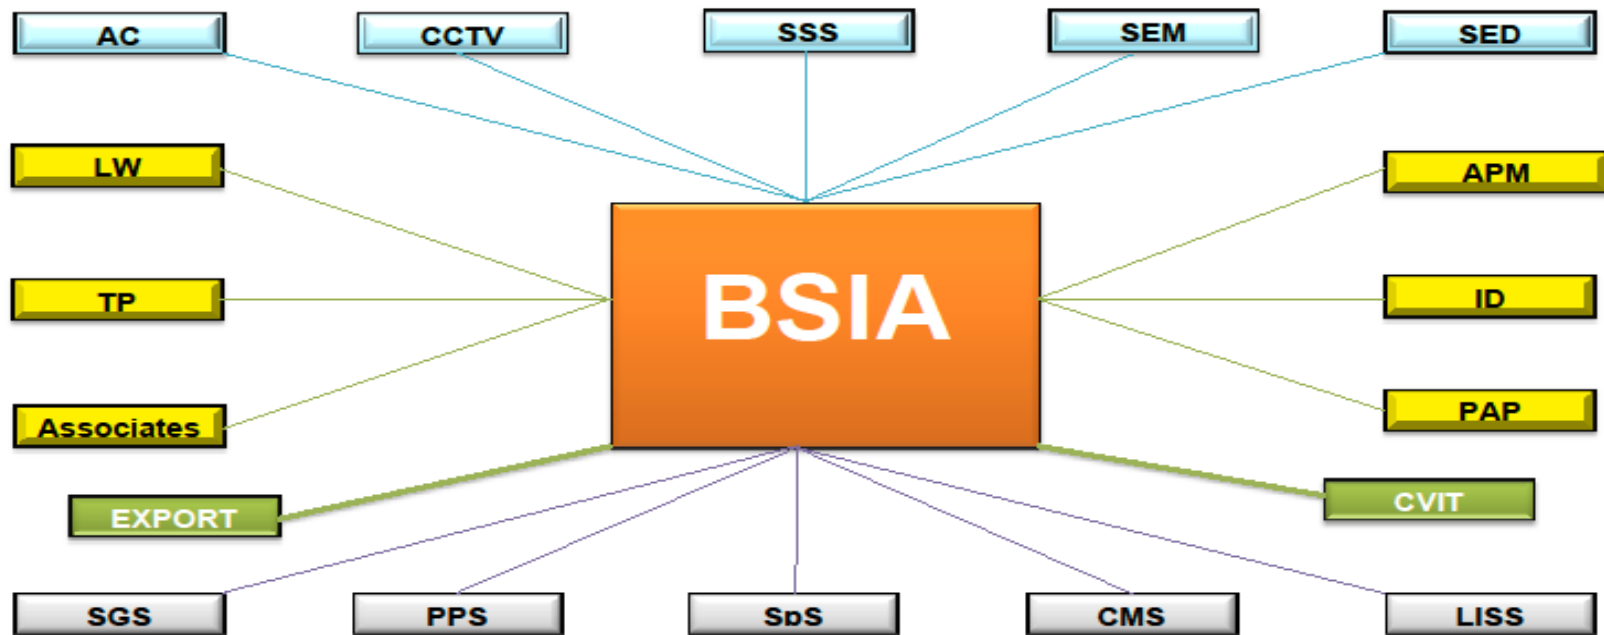 AC
CCTV
SSS
SEM
SED
LW
APM
BSIA
TP
ID
Associates
PAP
EXPORT
CVIT
SGS
PPS
SpS
CMS
LISS